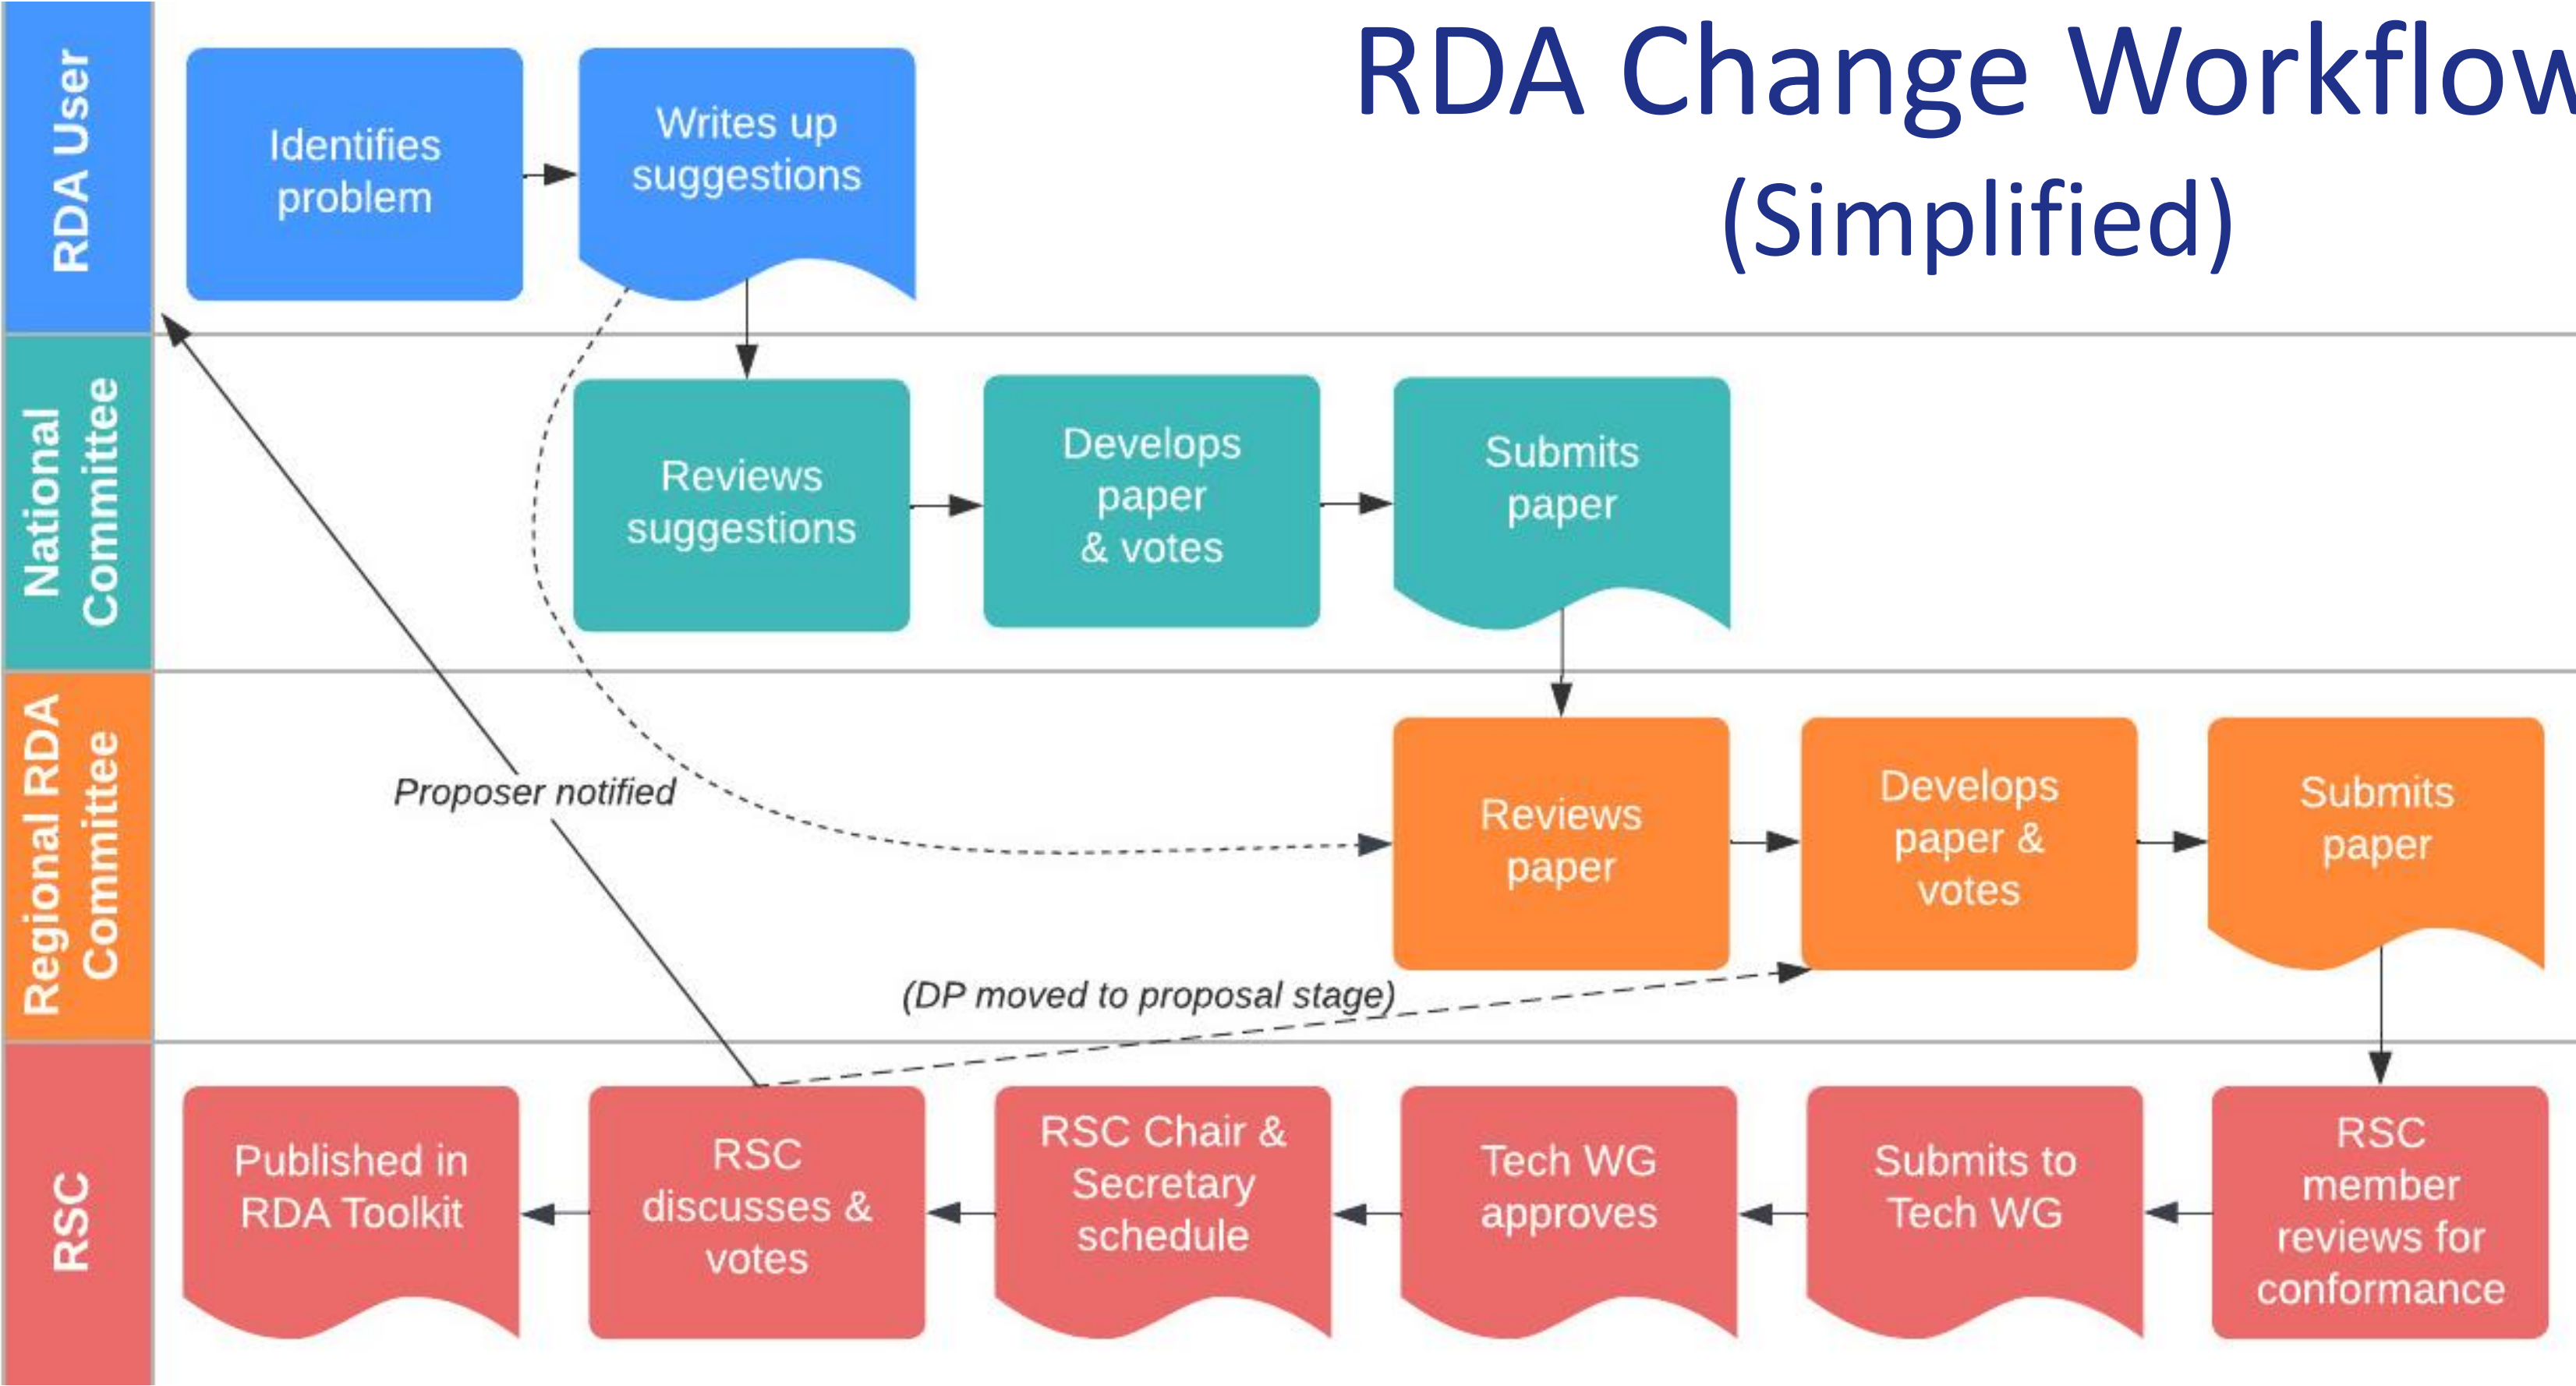 RDA Change Workflow
(Simplified)
RDA User
Identifies
problem
Writes up
suggestions
National
Committee
Reviews
suggestions
Develops
paper
& votes
Submits
paper
Regional RDA
Committee
Proposer notified
Reviews
paper
Develops
paper &
votes
Submits
paper
(DP moved to proposal stage)
RSC
Published in
RDA Toolkit
RSC
discusses &
votes
RSC Chair &
Secretary
schedule
Tech WG
approves
Submits to
Tech WG
RSC
member
reviews for
conformance